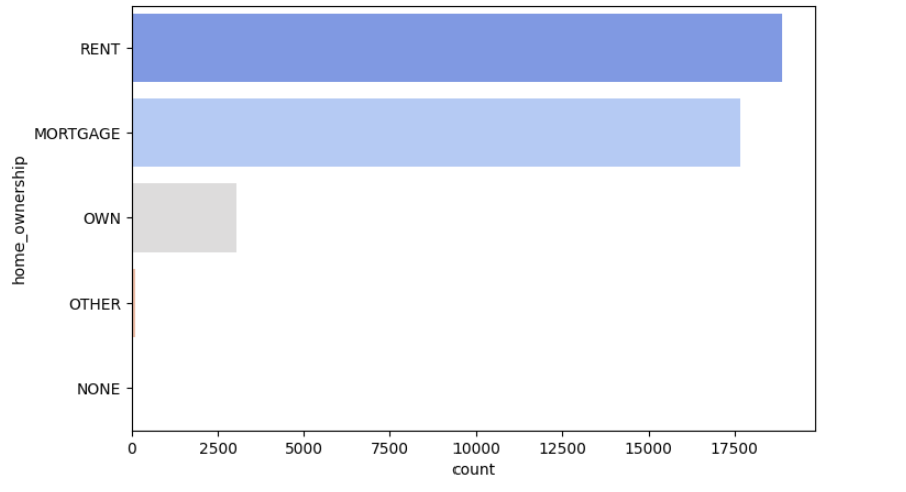 RENT
MORTGAGE
OWN
OTHER
NONE
home_ownership
0 2500 5000 7500 10000 12500 15000 17500
count